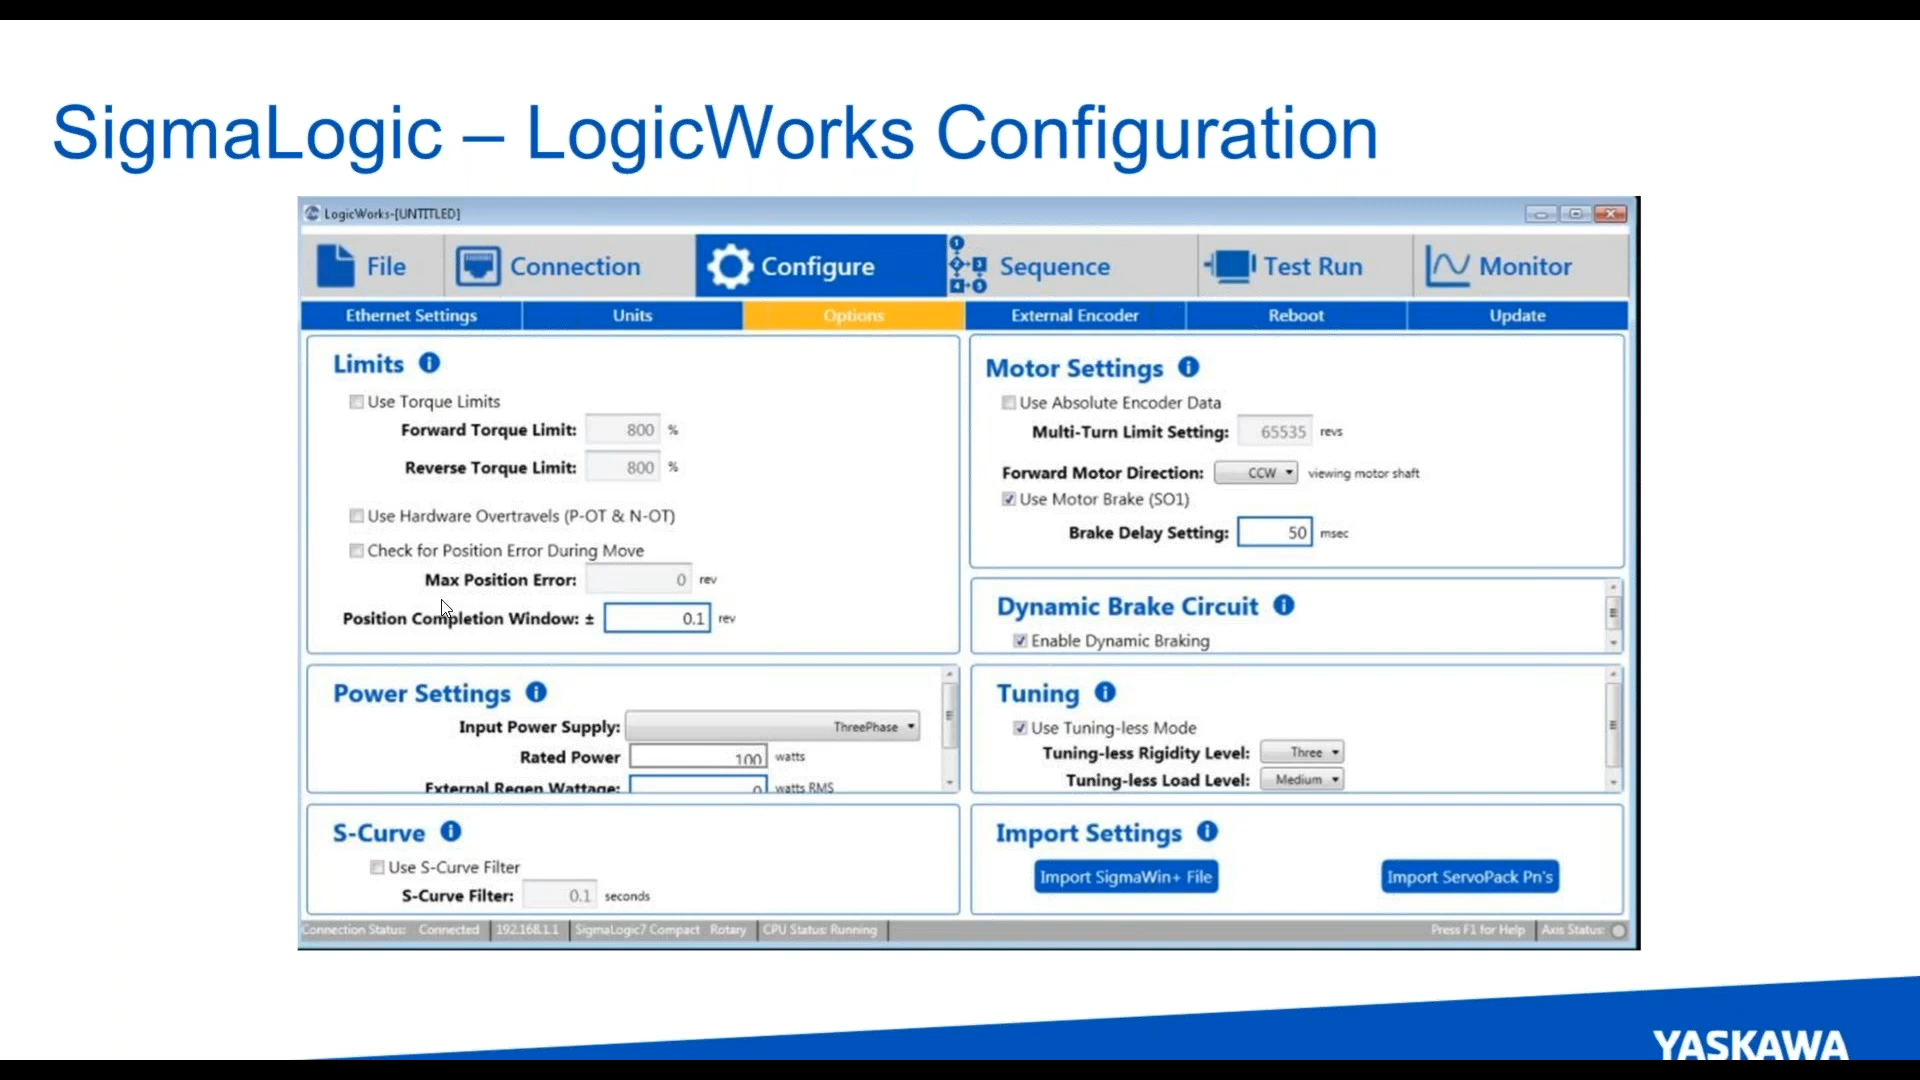 SigmaLogic – LogicWorks Configuration
LogicWorks-[UNTITLED]
File
Connection
Configure
Sequence
Test Run
Monitor
Ethernet Settings
Units
Options
External Encoder
Reboot
Update
Limits
Use Torque Limits
Forward Torque Limit: 800 %
Reverse Torque Limit: 800 %
Use Hardware Overtravels (P-OT & N-OT)
Check for Position Error During Move
Max Position Error: 0 rev
Position Completion Window: ± 0.1 rev
Motor Settings
Use Absolute Encoder Data
Multi-Turn Limit Setting: 65535 revs
Forward Motor Direction: CCW viewing motor shaft
Use Motor Brake (SO1)
Brake Delay Setting: 50 msec
Dynamic Brake Circuit
Enable Dynamic Braking
Power Settings
Input Power Supply: ThreePhase
Rated Power 100 watts
External Regen Wattage: 0 watts RMS
Tuning
Use Tuning-less Mode
Tuning-less Rigidity Level: Three
Tuning-less Load Level: Medium
S-Curve
Use S-Curve Filter
S-Curve Filter: 0.1 seconds
Import Settings
Import SigmaWin+ File
Import ServoPack Pn's
Connection Status: Connected 192.168.1.1 SigmaLogic7 Compact Rotary CPU Status: Running Press F1 for Help Axis Status:
YASKAWA